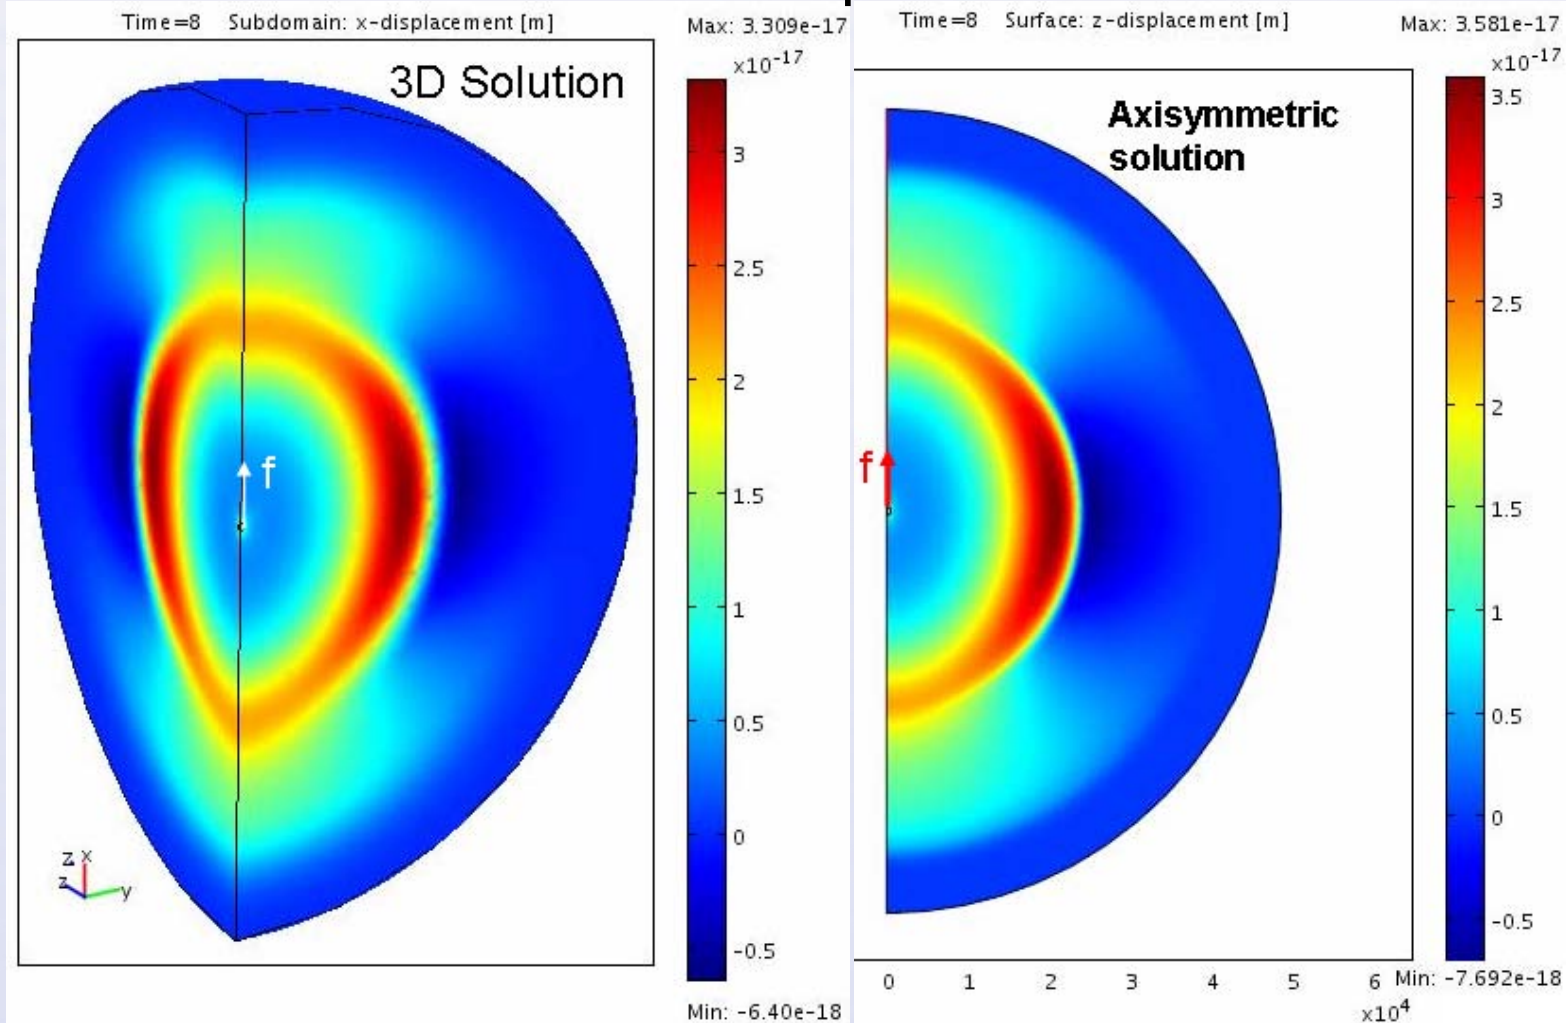 Time=8    Subdomain: x-displacement [m]
Max: 3.309e-17
x10-17
3D Solution
3
2.5
2
1.5
1
0.5
0
-0.5
Min: -6.40e-18
f
z x
z
y
Time=8    Surface: z-displacement [m]
Max: 3.581e-17
x10-17
Axisymmetric
solution
3.5
3
2.5
2
1.5
1
0.5
0
-0.5
f
0 1 2 3 4 5 6
Min: -7.692e-18
x104